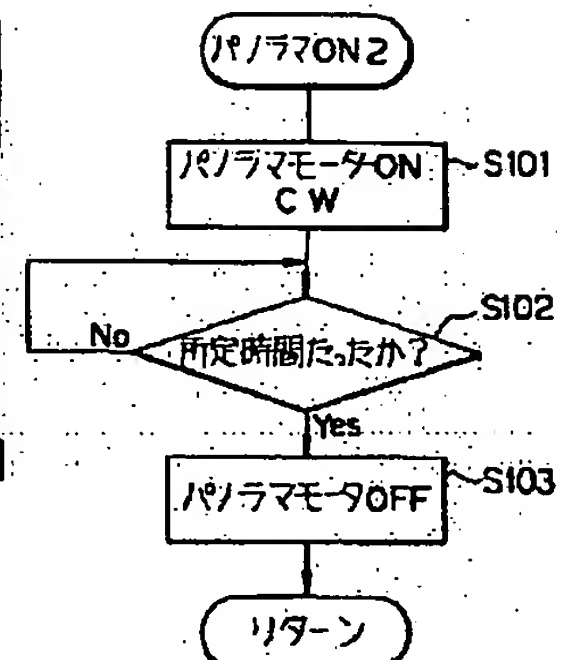 パノラマON2
パノラマモータON
CW
S101
S102
No
所定時間たったか?
Yes
パノラマモータOFF
S103
リターン